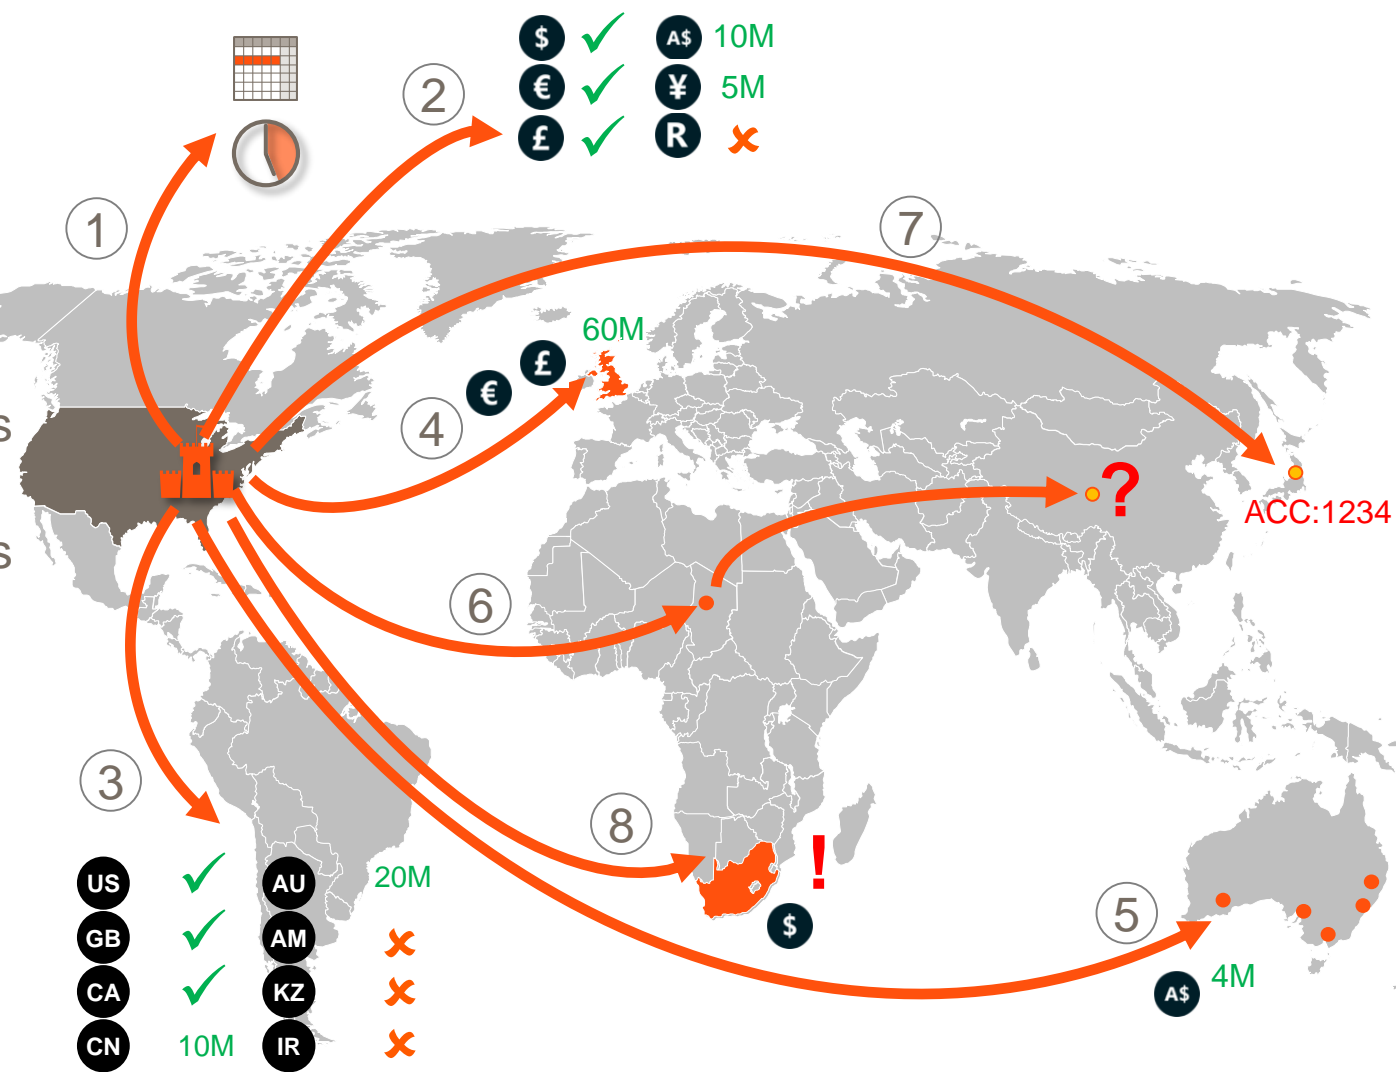 $ A$ 10M
€ ¥ 5M
£ R
2
1
7
60M
£
€
4
s
?
ACC:1234
s
6
3
8
!
5
$
A$ 4M
US AU 20M
GB AM
CA KZ
CN 10M IR